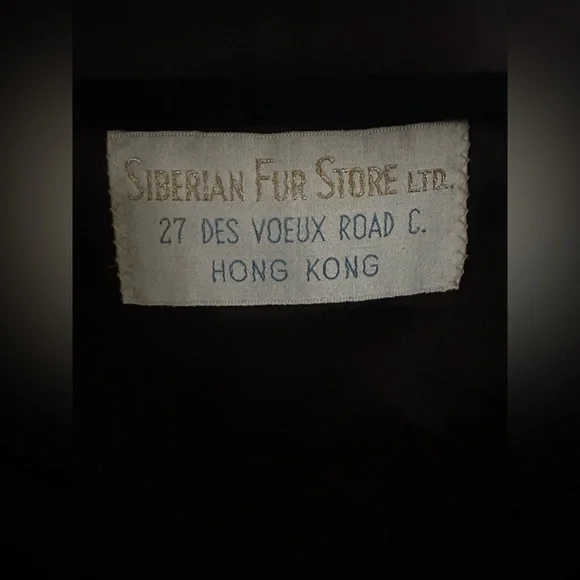 SIBERIAN FUR STORE LTD.
27 DES VOEUX ROAD C.
HONG KONG